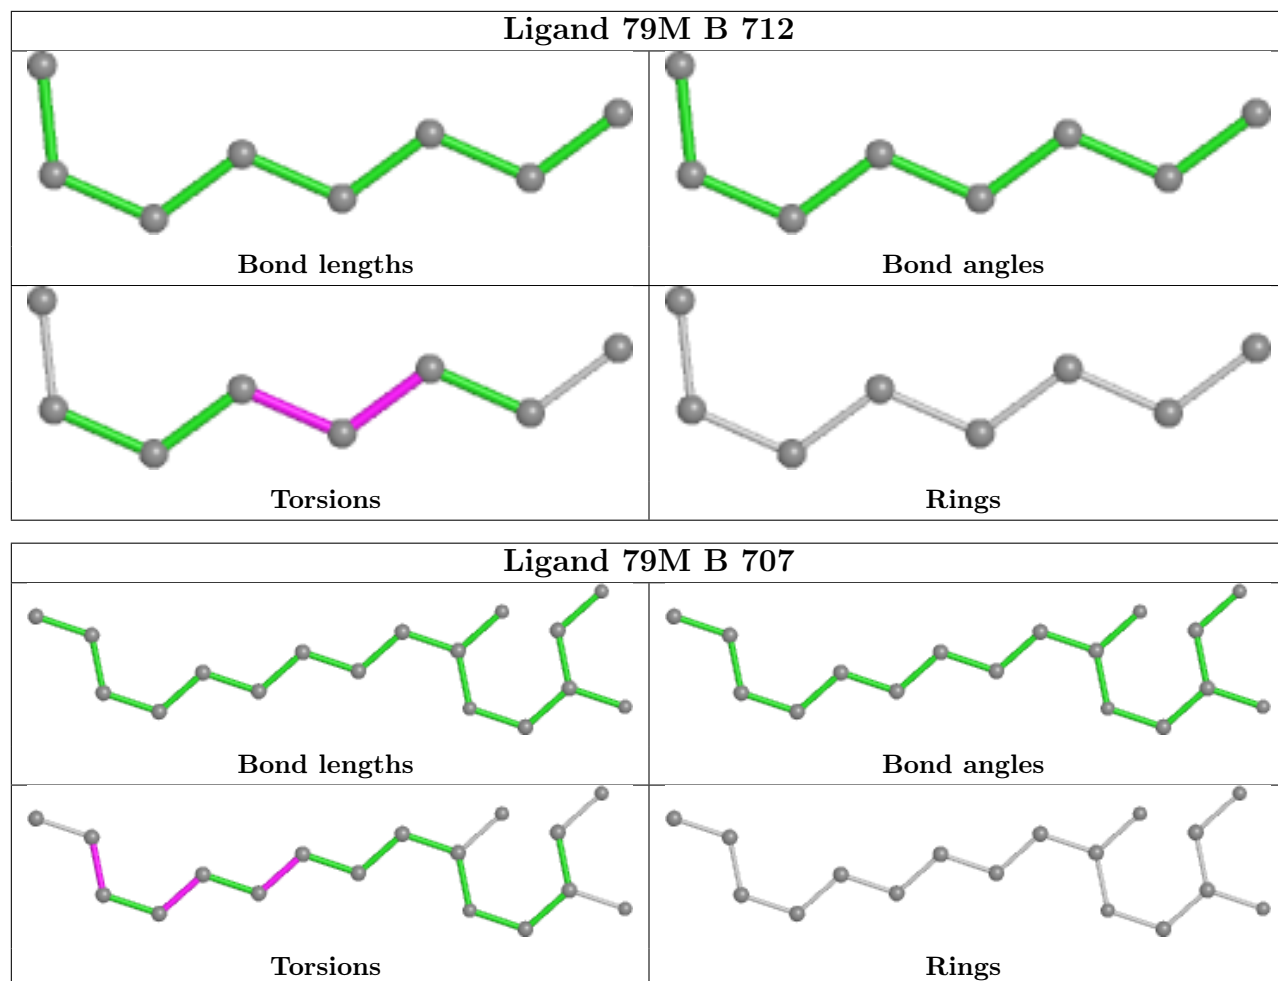 Ligand 79M B 712
Bond lengths
Bond angles
Torsions
Rings
Ligand 79M B 707
Bond lengths
Bond angles
Torsions
Rings